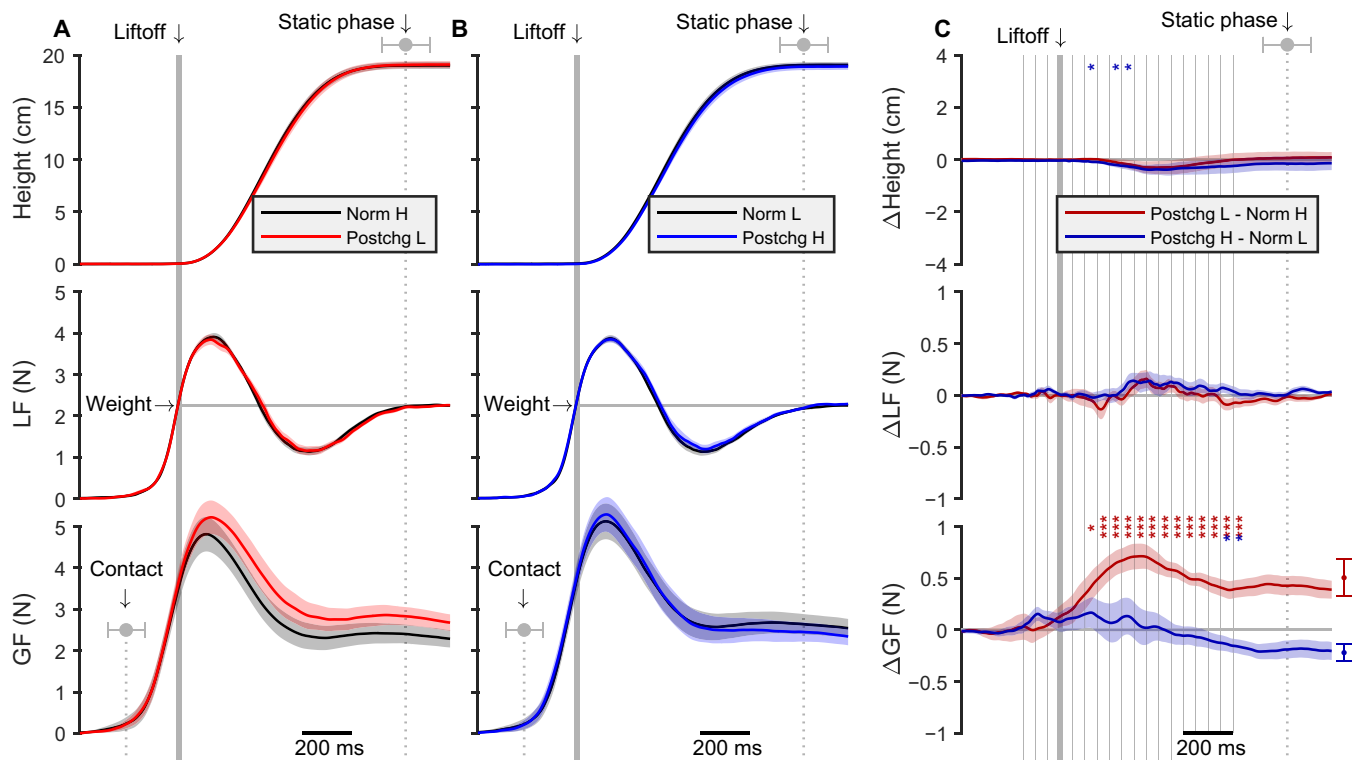 A
Liftoff ↓
Static phase ↓
Height (cm)
20
15
10
5
0
Norm H
Postchg L
LF (N)
5
4
3
2
1
0
Weight→
GF (N)
5
4
3
2
1
0
Contact
↓
200 ms
B
Liftoff ↓
Static phase ↓
Norm L
Postchg H
Weight→
Contact
↓
200 ms
C
Liftoff ↓
Static phase ↓
ΔHeight (cm)
4
2
0
−2
−4
* * *
Postchg L - Norm H
Postchg H - Norm L
ΔLF (N)
1
0.5
0
−0.5
−1
ΔGF (N)
1
0.5
0
−0.5
−1
200 ms